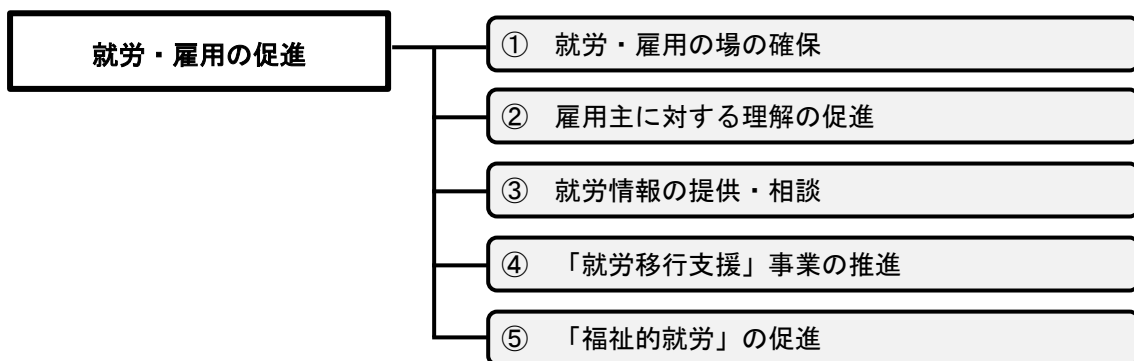 就労・雇用の促進
① 就労・雇用の場の確保
② 雇用主に対する理解の促進
③ 就労情報の提供・相談
④ 「就労移行支援」事業の推進
⑤ 「福祉的就労」の促進